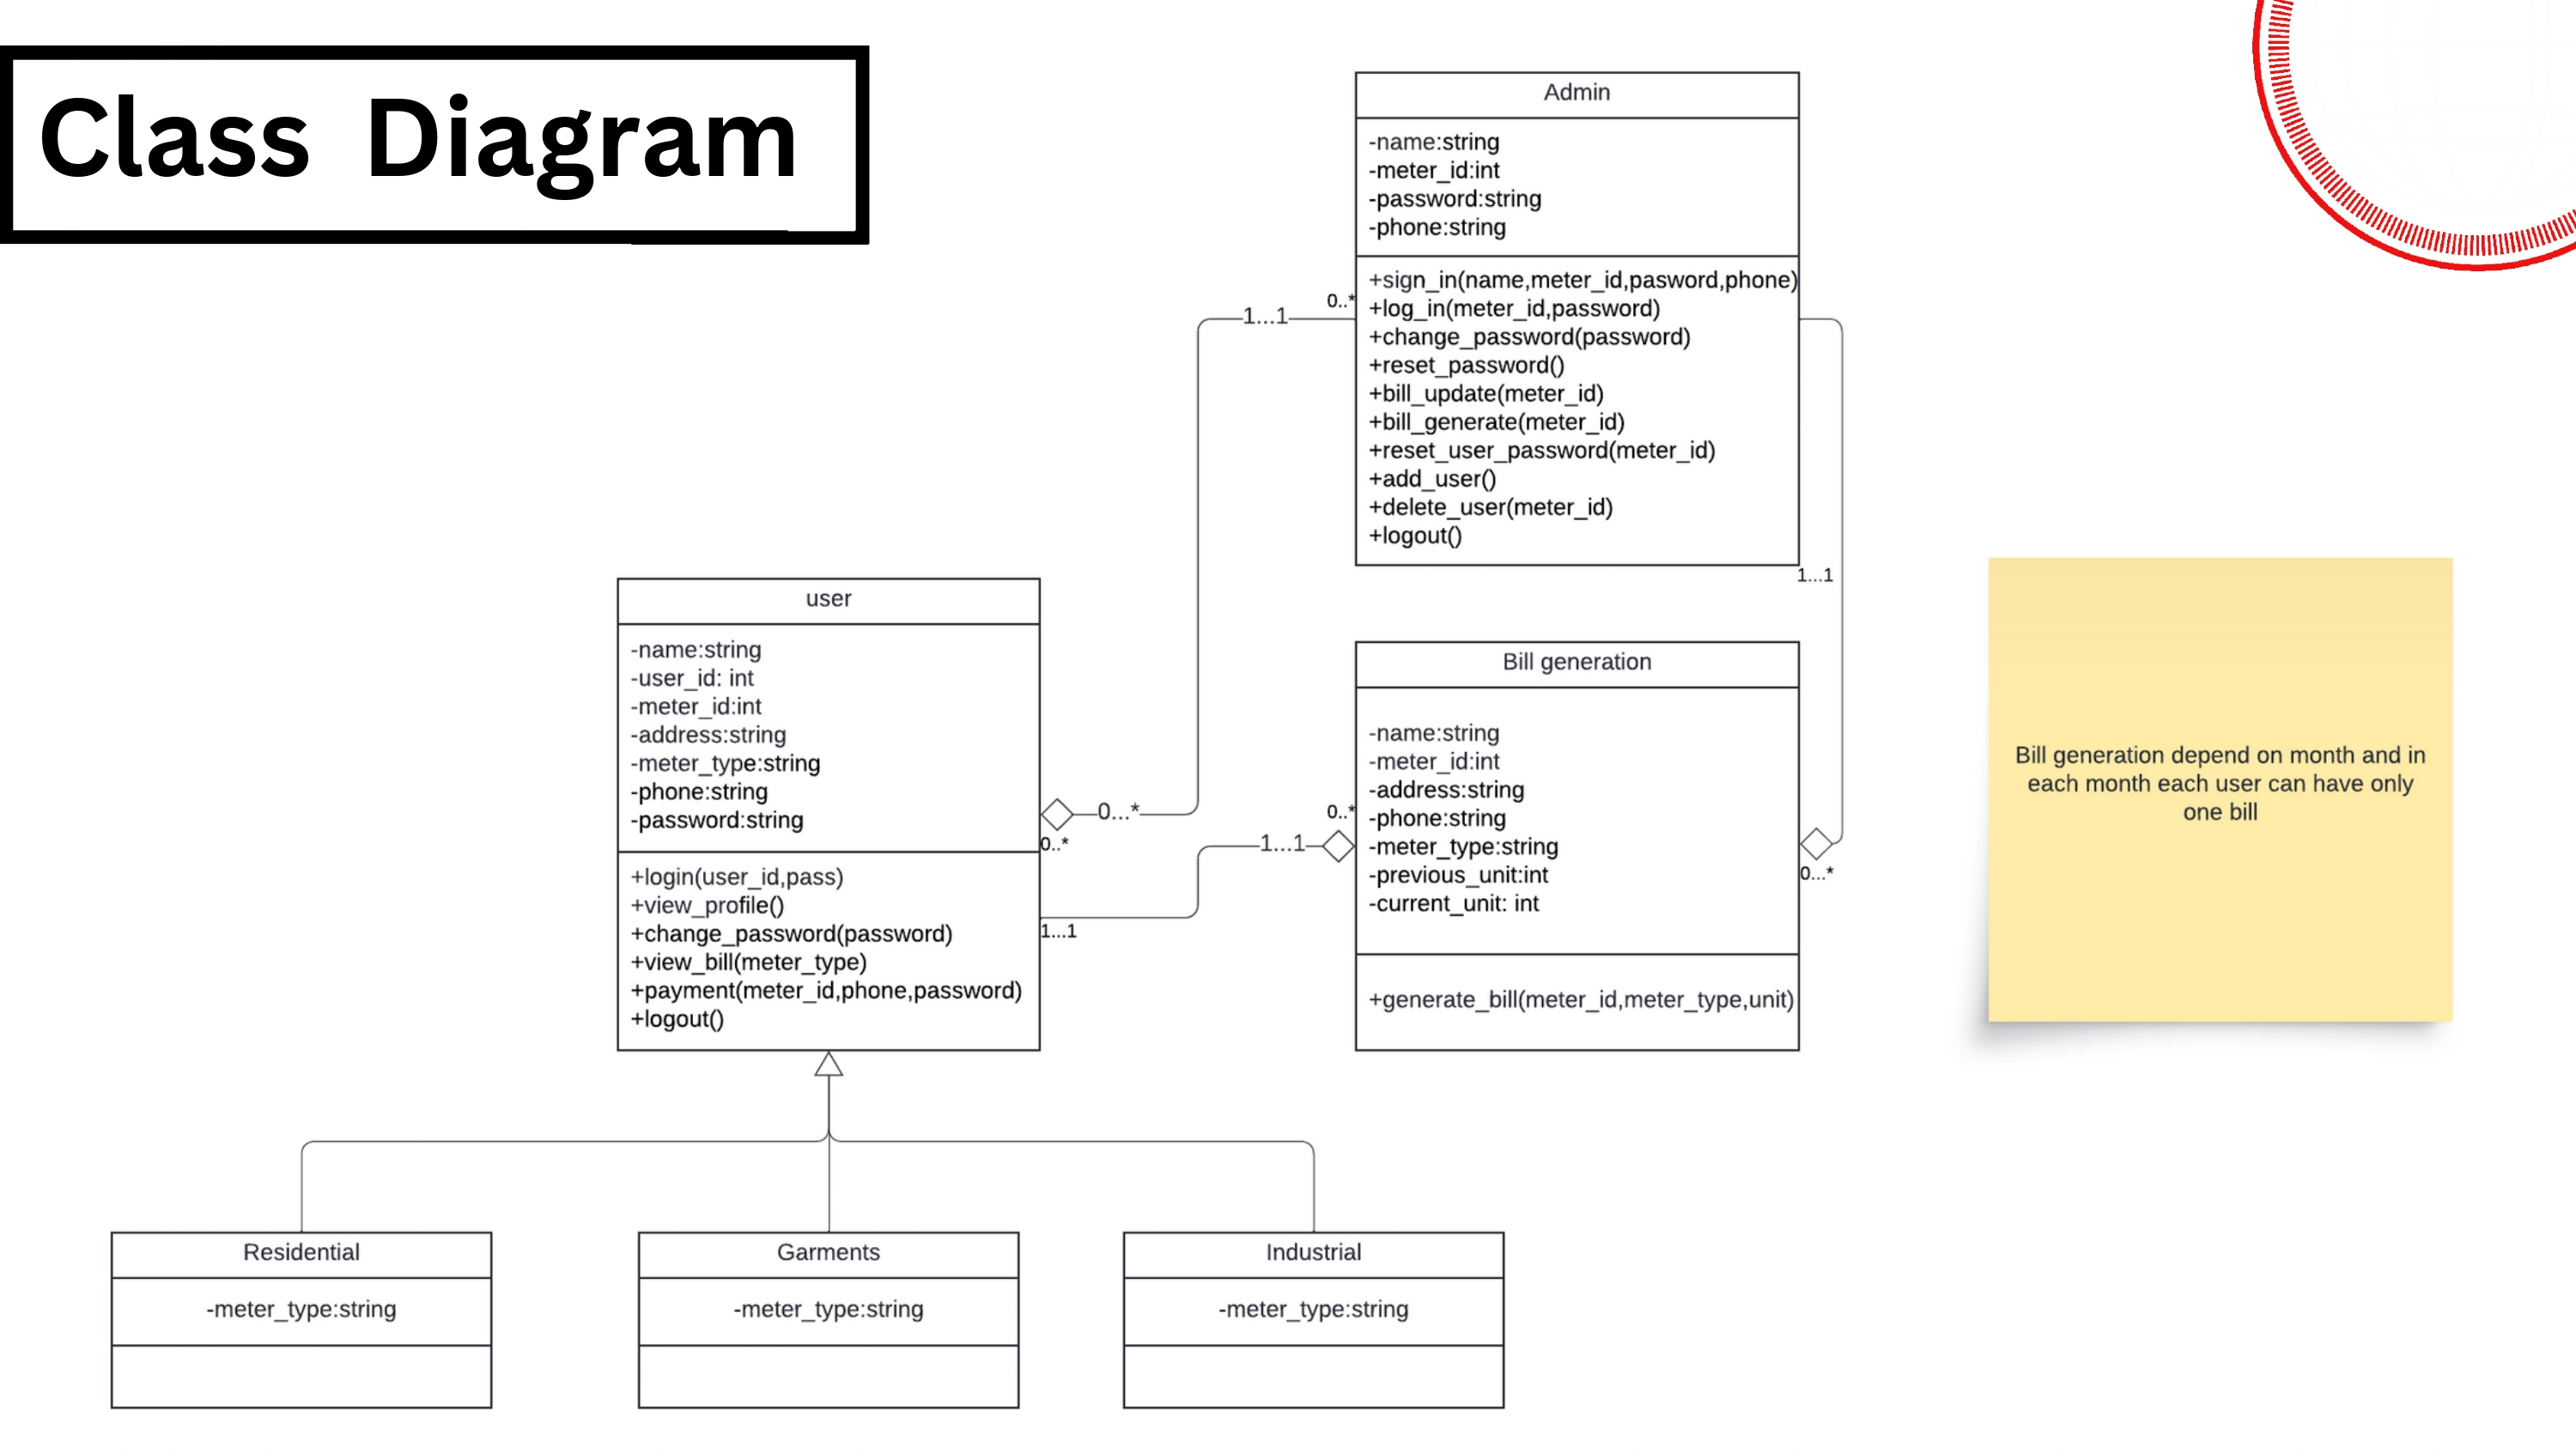 Class Diagram
Admin
-name:string
-meter_id:int
-password:string
-phone:string
+sign_in(name,meter_id,pasword,phone)
+log_in(meter_id,password)
+change_password(password)
+reset_password()
+bill_update(meter_id)
+bill_generate(meter_id)
+reset_user_password(meter_id)
+add_user()
+delete_user(meter_id)
+logout()
1...1
0..*
1...1
user
-name:string
-user_id: int
-meter_id:int
-address:string
-meter_type:string
-phone:string
-password:string
+login(user_id,pass)
+view_profile()
+change_password(password)
+view_bill(meter_type)
+payment(meter_id,phone,password)
+logout()
0...*
0..*
1...1
1...1
0..*
Bill generation
-name:string
-meter_id:int
-address:string
-phone:string
-meter_type:string
-previous_unit:int
-current_unit: int
+generate_bill(meter_id,meter_type,unit)
0...*
Bill generation depend on month and in
each month each user can have only
one bill
Residential
-meter_type:string
Garments
-meter_type:string
Industrial
-meter_type:string